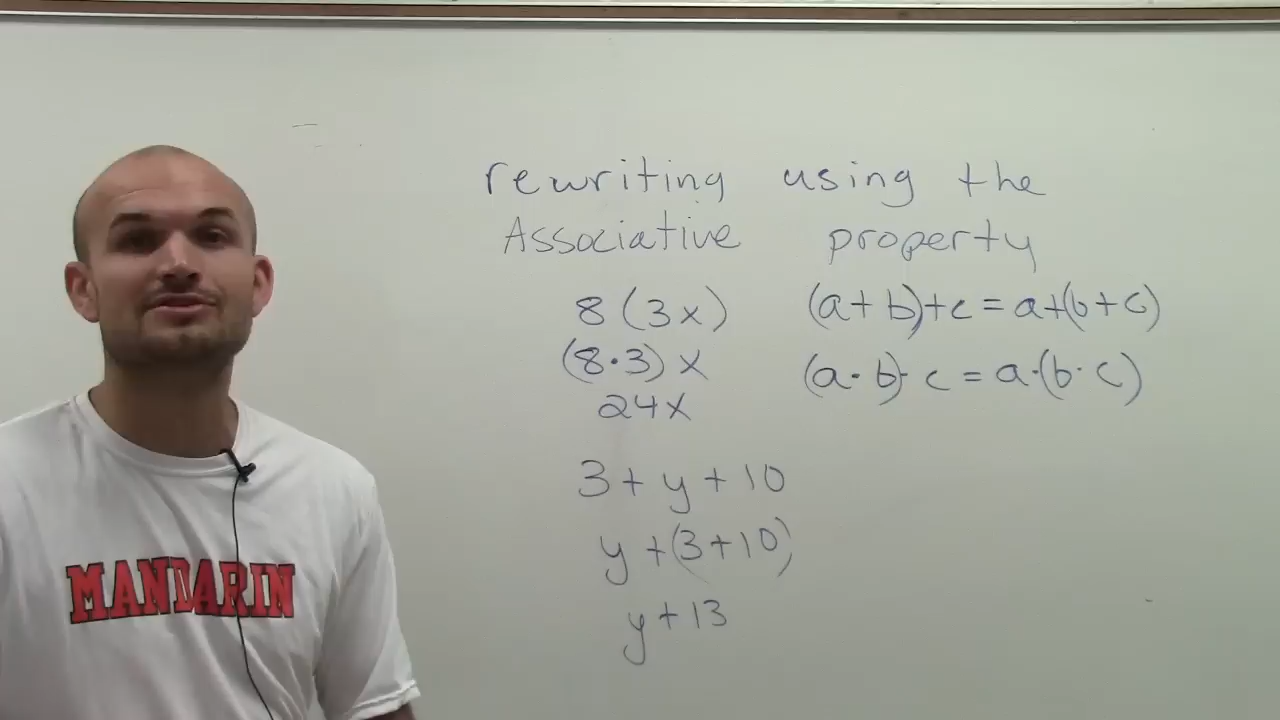 rewriting using the
Associative property
8(3x)
(8·3)x
24x
(a+b)+c=a+(b+c)
(a·b)·c=a·(b·c)
3+y+10
y+(3+10)
y+13
MANDARIN